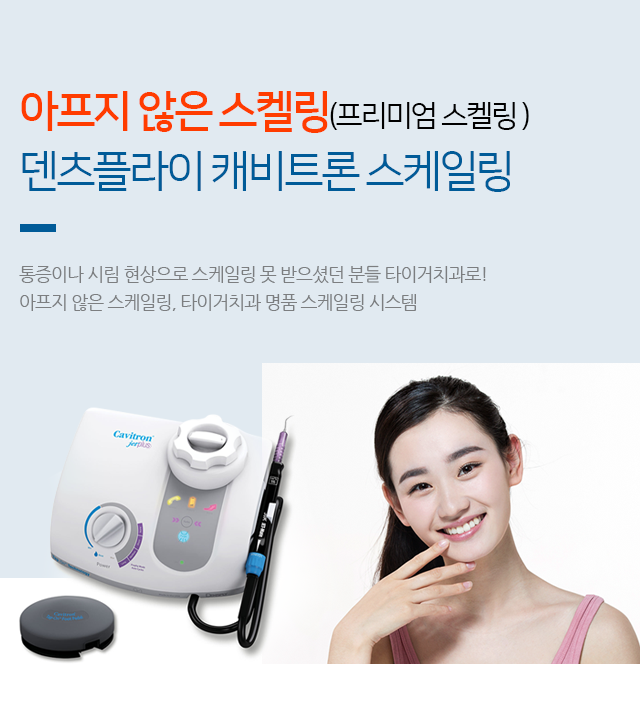 아프지 않은 스켈링(프리미엄 스켈링 )
덴츠플라이 캐비트론 스케일링
통증이나 시림 현상으로 스케일링 못 받으셨던 분들 타이거치과로!
아프지 않은 스케일링, 타이거치과 명품 스케일링 시스템
Cavitron
jetplus
Power
Cavitron